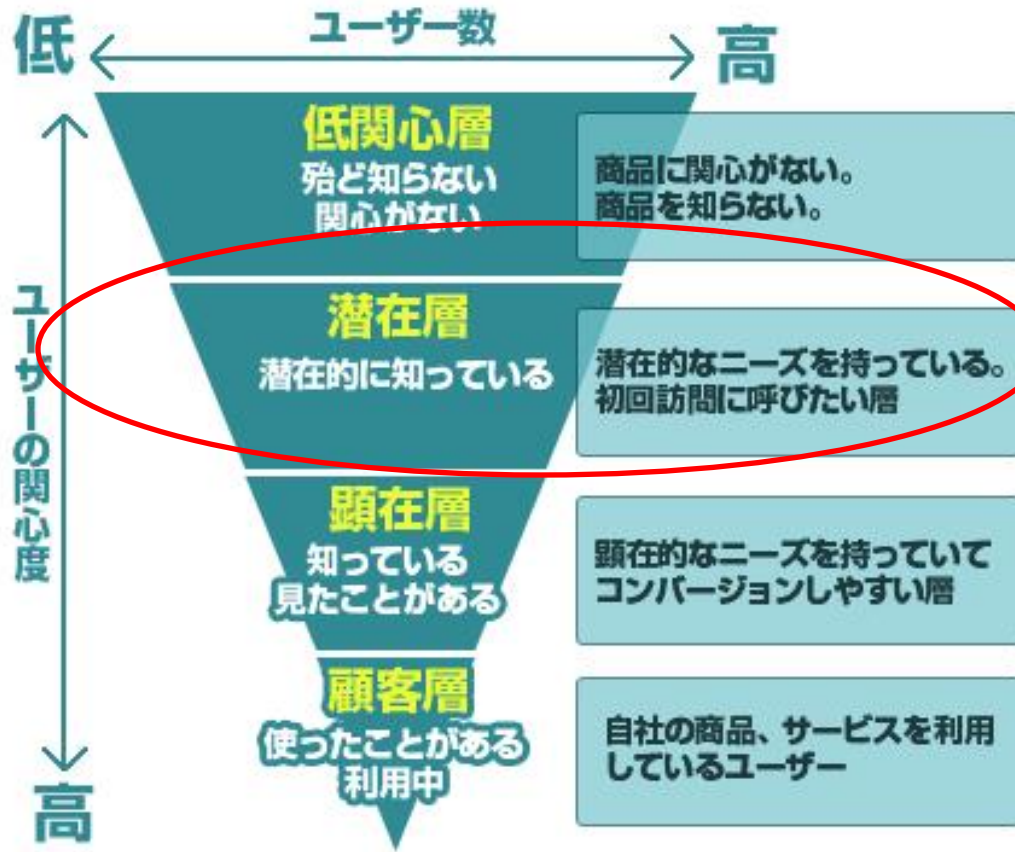 低
ユーザー数
高
ユーザーの関心度
高
低関心層
殆ど知らない
関心がない
商品に関心がない。
商品を知らない。
潜在層
潜在的に知っている
潜在的なニーズを持っている。
初回訪問に呼びたい層
顕在層
知っている
見たことがある
顕在的なニーズを持っていて
コンバージョンしやすい層
顧客層
使ったことがある
利用中
自社の商品、サービスを利用
しているユーザー